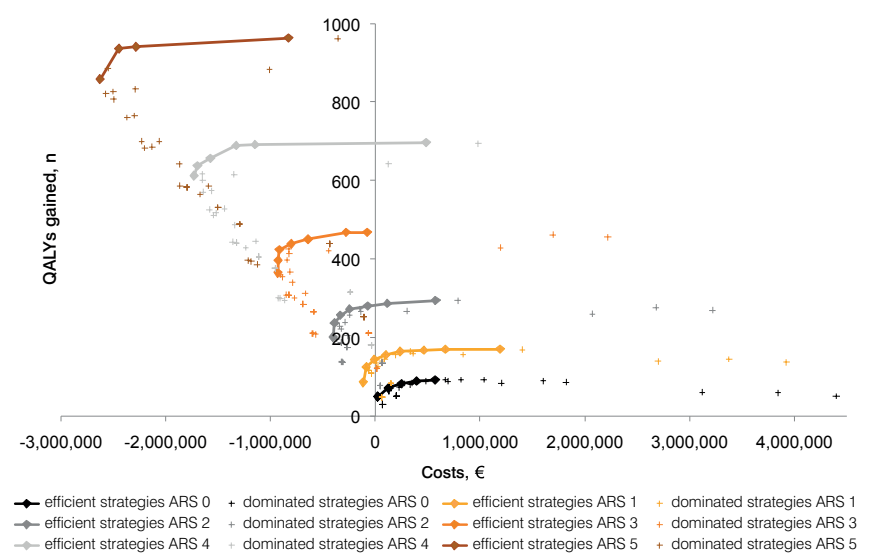 1000
800
600
400
200
0
QALYs gained, n
-3,000,000 -2,000,000 -1,000,000 0 1,000,000 2,000,000 3,000,000 4,000,000
Costs, €
efficient strategies ARS 0 dominated strategies ARS 0 efficient strategies ARS 1 dominated strategies ARS 1
efficient strategies ARS 2 dominated strategies ARS 2 efficient strategies ARS 3 dominated strategies ARS 3
efficient strategies ARS 4 dominated strategies ARS 4 efficient strategies ARS 5 dominated strategies ARS 5